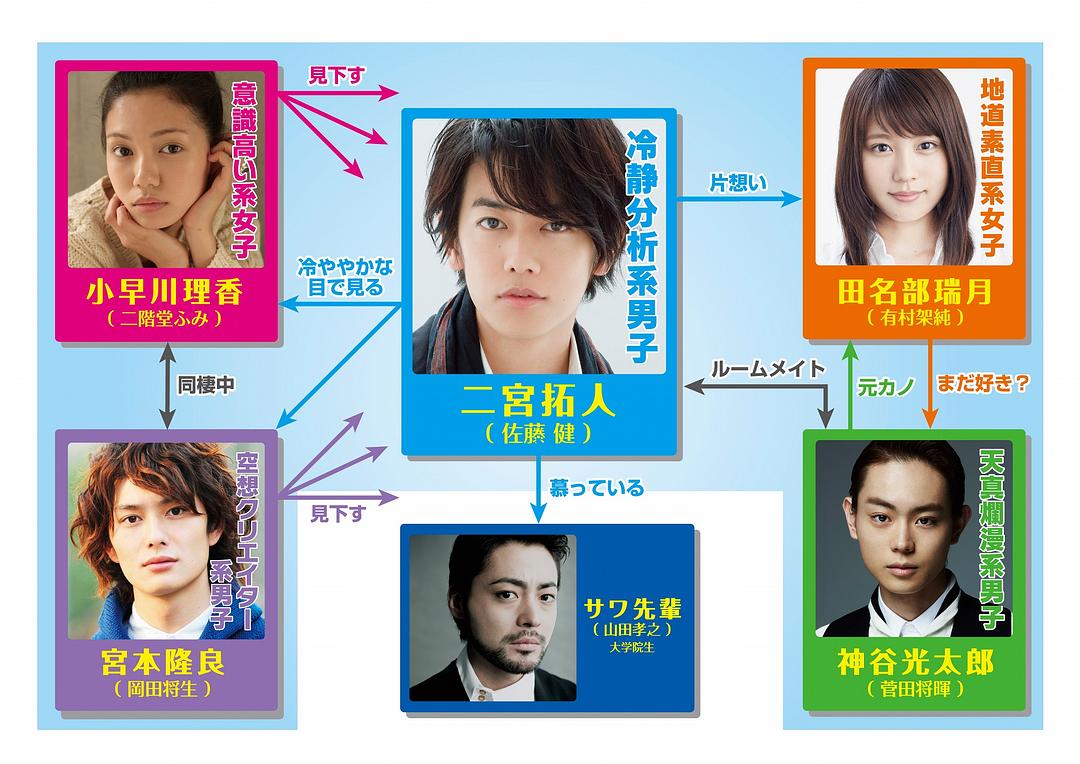 見下す
意識高い系女子
小早川理香
（二階堂ふみ）
冷静分析系男子
二宮拓人
（佐藤 健）
片想い
地道素直系女子
田名部瑞月
（有村架純）
冷ややかな
目で見る
同棲中
ルームメイト
元カノ
まだ好き？
空想クリエイター
系男子
宮本隆良
（岡田将生）
見下す
慕っている
サワ先輩
（山田孝之）
大学院生
天真爛漫系男子
神谷光太郎
（菅田将暉）